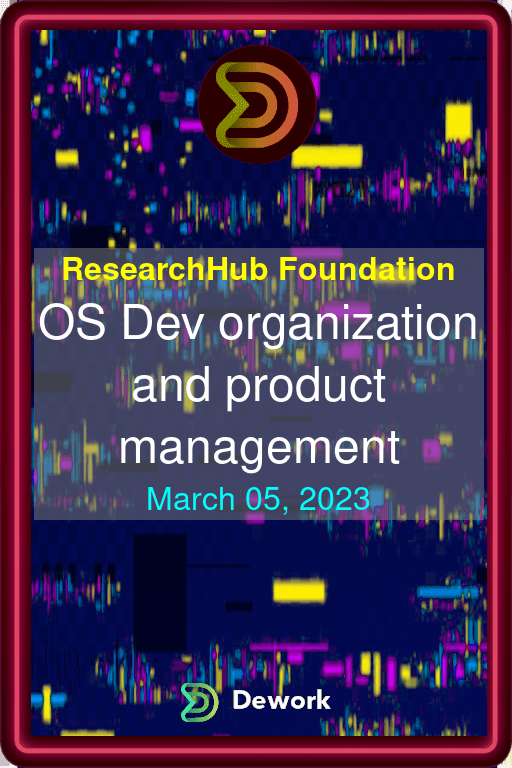 ResearchHub Foundation
OS Dev organization
and product
management
March 05, 2023
Dework